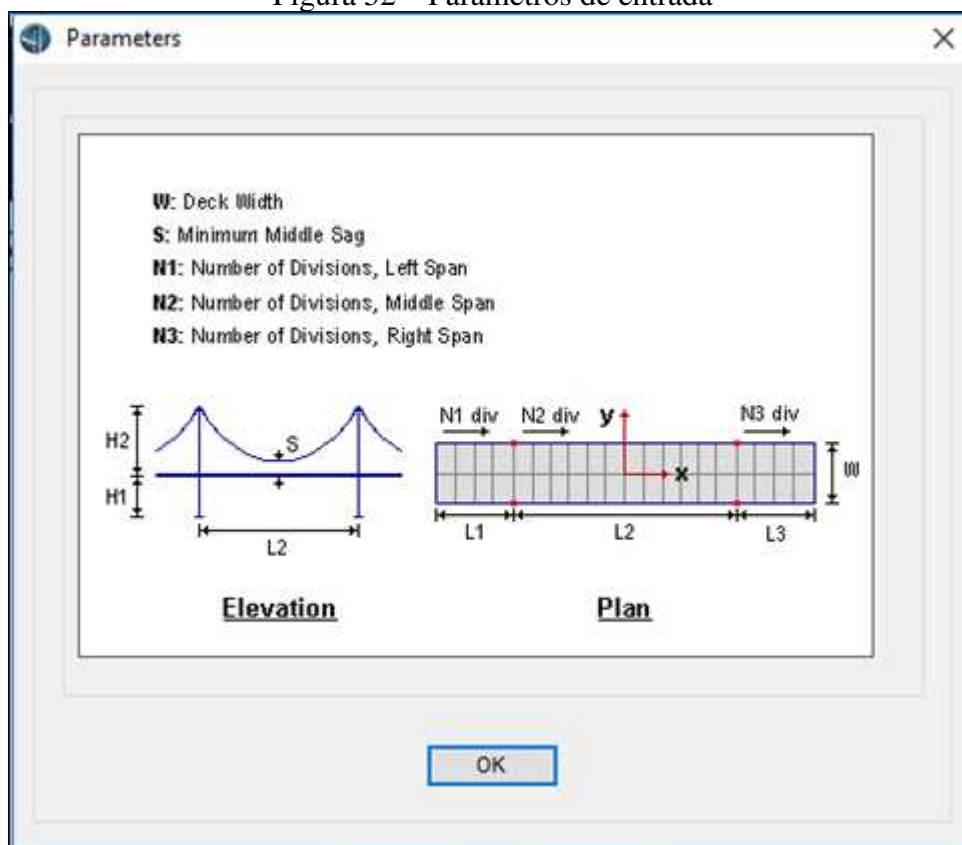 Figura 32 – Parâmetros de entrada
Parameters
W: Deck Width
S: Minimum Middle Sag
N1: Number of Divisions, Left Span
N2: Number of Divisions, Middle Span
N3: Number of Divisions, Right Span
H2
S
H1
L2
Elevation
N1 div N2 div y N3 div
x
W
L1 L2 L3
Plan
OK